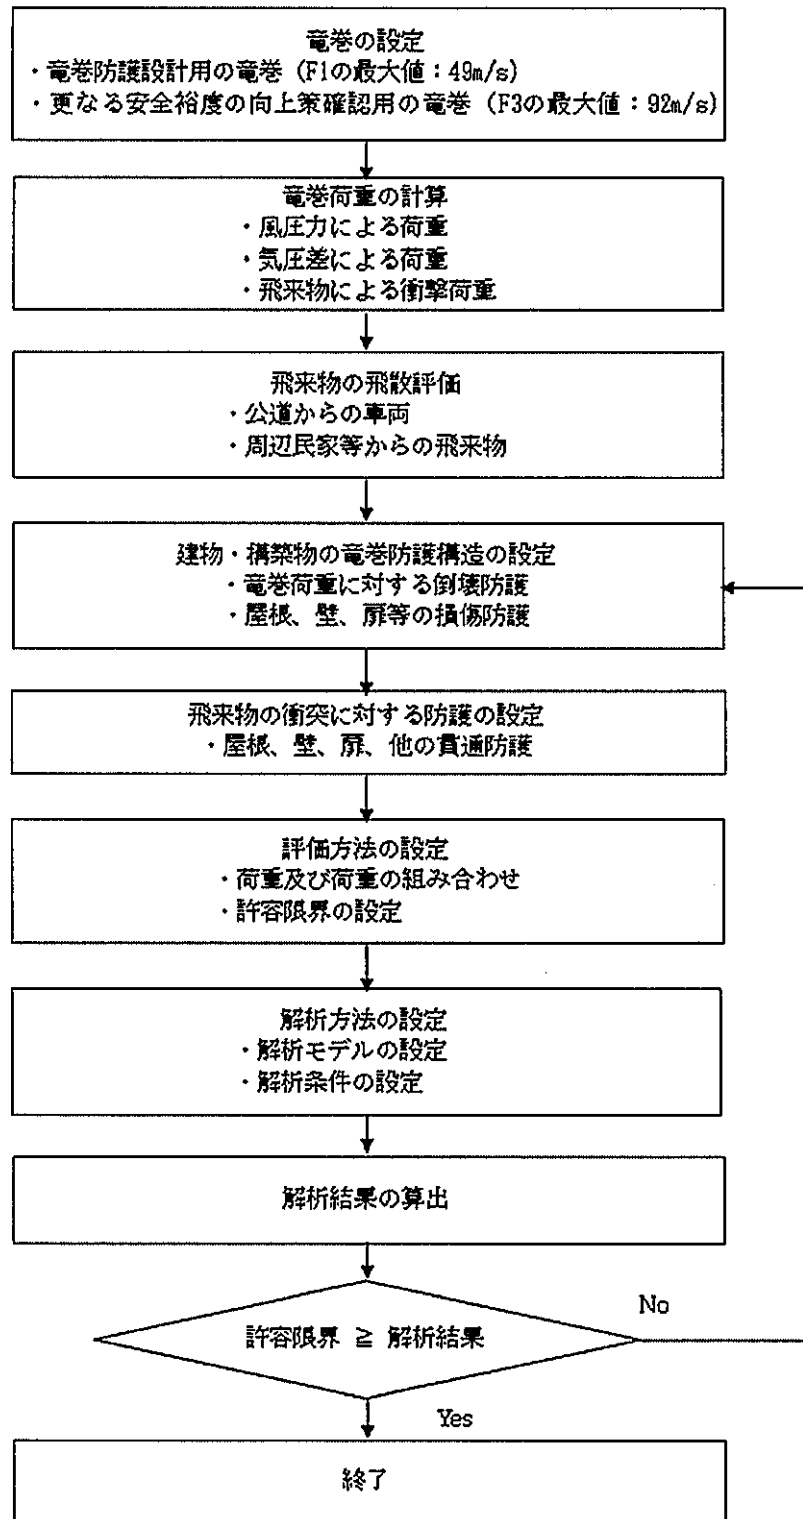 竜巻の設定
・竜巻防護設計用の竜巻 (F1の最大値：49m/s)
・更なる安全裕度の向上策確認用の竜巻 (F3の最大値：92m/s)
竜巻荷重の計算
・風圧力による荷重
・気圧差による荷重
・飛来物による衝撃荷重
飛来物の飛散評価
・公道からの車両
・周辺民家等からの飛来物
建物・構築物の竜巻防護構造の設定
・竜巻荷重に対する倒壊防護
・屋根、壁、扉等の損傷防護
飛来物の衝突に対する防護の設定
・屋根、壁、扉、他の貫通防護
評価方法の設定
・荷重及び荷重の組み合わせ
・許容限界の設定
解析方法の設定
・解析モデルの設定
・解析条件の設定
解析結果の算出
許容限界 ≧ 解析結果
No
Yes
終了